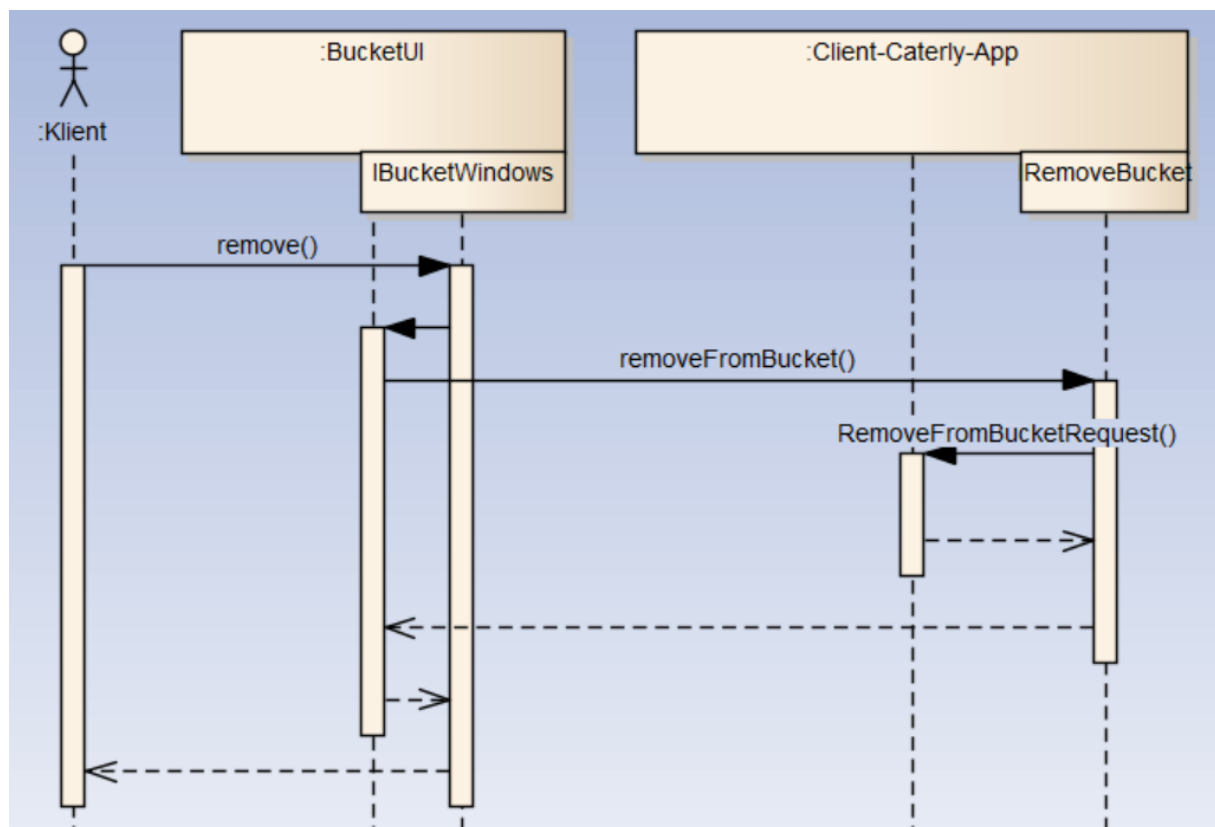 :BucketUI
:Client-Caterly-App
:Klient
IBucketWindows
RemoveBucket
remove()
removeFromBucket()
RemoveFromBucketRequest()